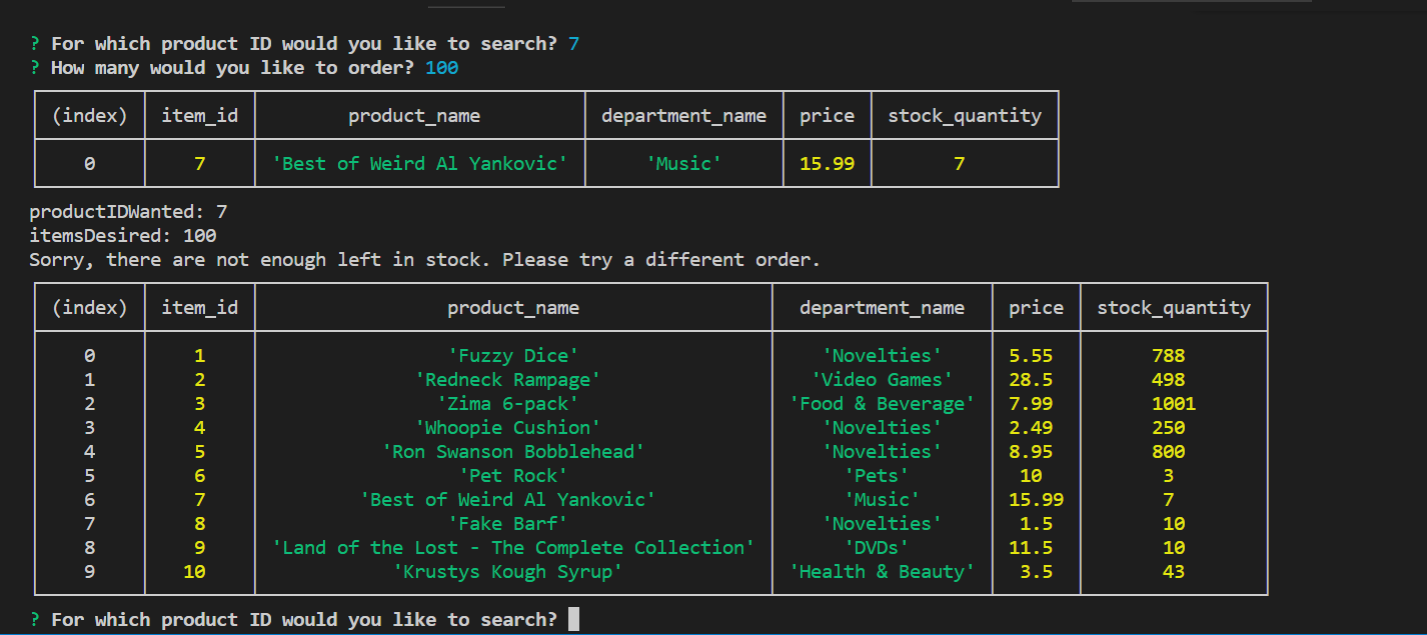 ? For which product ID would you like to search? 7
? How many would you like to order? 100
(index) item_id product_name department_name price stock_quantity
0 7 'Best of Weird Al Yankovic' 'Music' 15.99 7
productIDWanted: 7
itemsDesired: 100
Sorry, there are not enough left in stock. Please try a different order.
(index) item_id product_name department_name price stock_quantity
0 1 'Fuzzy Dice' 'Novelties' 5.55 788
1 2 'Redneck Rampage' 'Video Games' 28.5 498
2 3 'Zima 6-pack' 'Food & Beverage' 7.99 1001
3 4 'Whoopie Cushion' 'Novelties' 2.49 250
4 5 'Ron Swanson Bobblehead' 'Novelties' 8.95 800
5 6 'Pet Rock' 'Pets' 10 3
6 7 'Best of Weird Al Yankovic' 'Music' 15.99 7
7 8 'Fake Barf' 'Novelties' 1.5 10
8 9 'Land of the Lost - The Complete Collection' 'DVDs' 11.5 10
9 10 'Krustys Kough Syrup' 'Health & Beauty' 3.5 43
? For which product ID would you like to search?